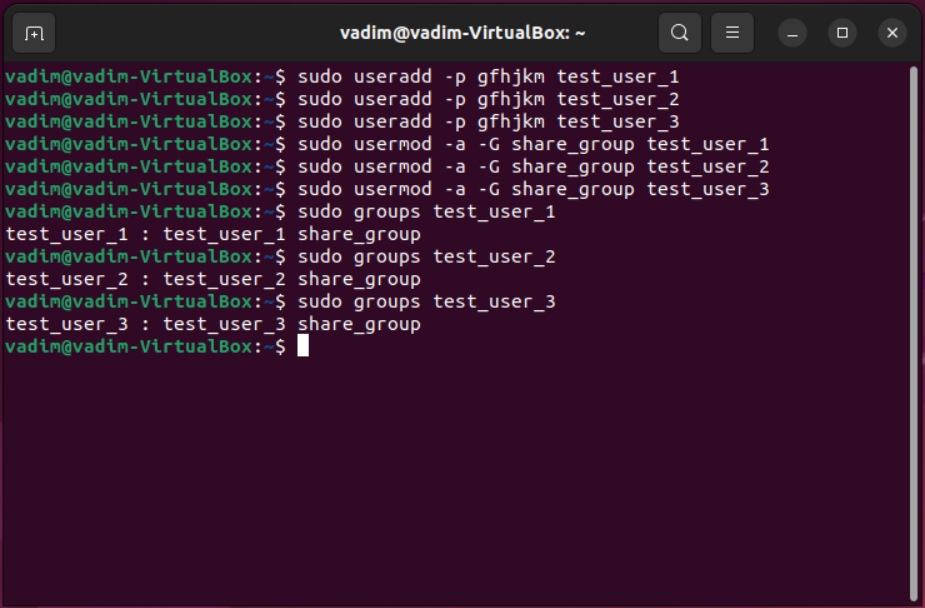 vadim@vadim-VirtualBox: ~
vadim@vadim-VirtualBox:~$ sudo useradd -p gfhjkm test_user_1
vadim@vadim-VirtualBox:~$ sudo useradd -p gfhjkm test_user_2
vadim@vadim-VirtualBox:~$ sudo useradd -p gfhjkm test_user_3
vadim@vadim-VirtualBox:~$ sudo usermod -a -G share_group test_user_1
vadim@vadim-VirtualBox:~$ sudo usermod -a -G share_group test_user_2
vadim@vadim-VirtualBox:~$ sudo usermod -a -G share_group test_user_3
vadim@vadim-VirtualBox:~$ sudo groups test_user_1
test_user_1 : test_user_1 share_group
vadim@vadim-VirtualBox:~$ sudo groups test_user_2
test_user_2 : test_user_2 share_group
vadim@vadim-VirtualBox:~$ sudo groups test_user_3
test_user_3 : test_user_3 share_group
vadim@vadim-VirtualBox:~$